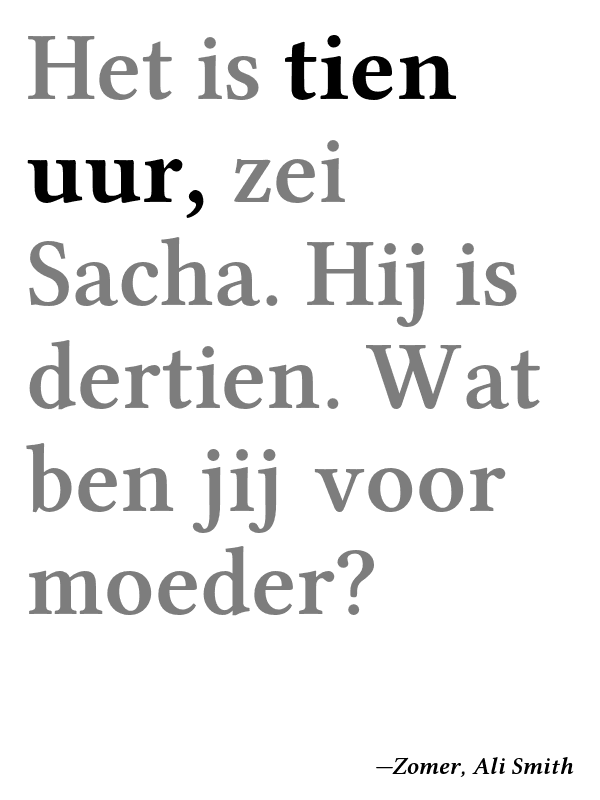 Het is tien
uur, zei
Sacha. Hij is
dertien. Wat
ben jij voor
moeder?
—Zomer, Ali Smith